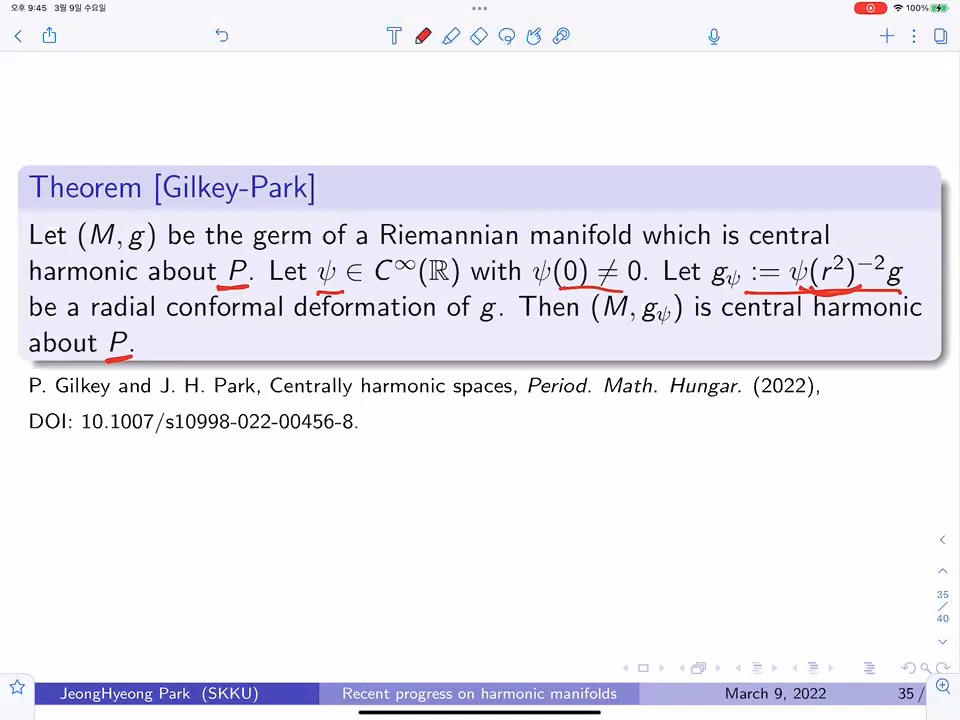 오후 9:45 3월 9일 수요일
100%
Theorem [Gilkey-Park]
Let (M, g) be the germ of a Riemannian manifold which is central
harmonic about P. Let ψ ∈ C^∞(ℝ) with ψ(0) ≠ 0. Let g_ψ := ψ(r²)⁻²g
be a radial conformal deformation of g. Then (M, g_ψ) is central harmonic
about P.
P. Gilkey and J. H. Park, Centrally harmonic spaces, Period. Math. Hungar. (2022),
DOI: 10.1007/s10998-022-00456-8.
35
/
40
JeongHyeong Park (SKKU) Recent progress on harmonic manifolds March 9, 2022 35 /